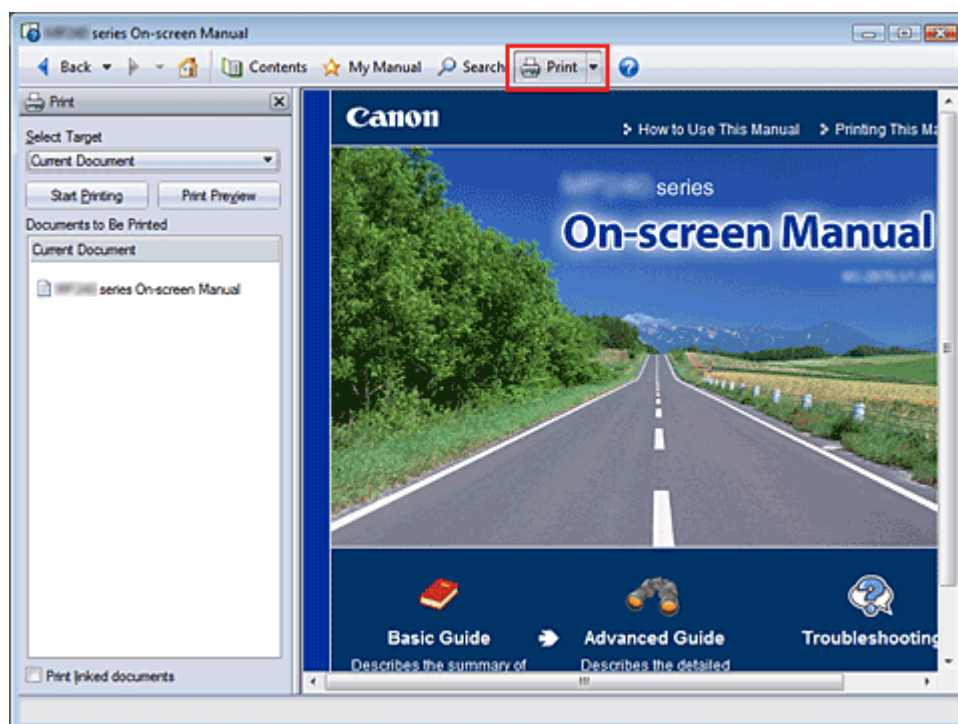 series On-screen Manual
Back Contents My Manual Search Print
Print
Select Target
Current Document
Start Printing Print Preview
Documents to Be Printed
Current Document
series On-screen Manual
Print linked documents
Canon
How to Use This Manual Printing This Ma
series
On-screen Manual
Basic Guide Advanced Guide Troubleshooting
Describes the summary of Describes the detailed